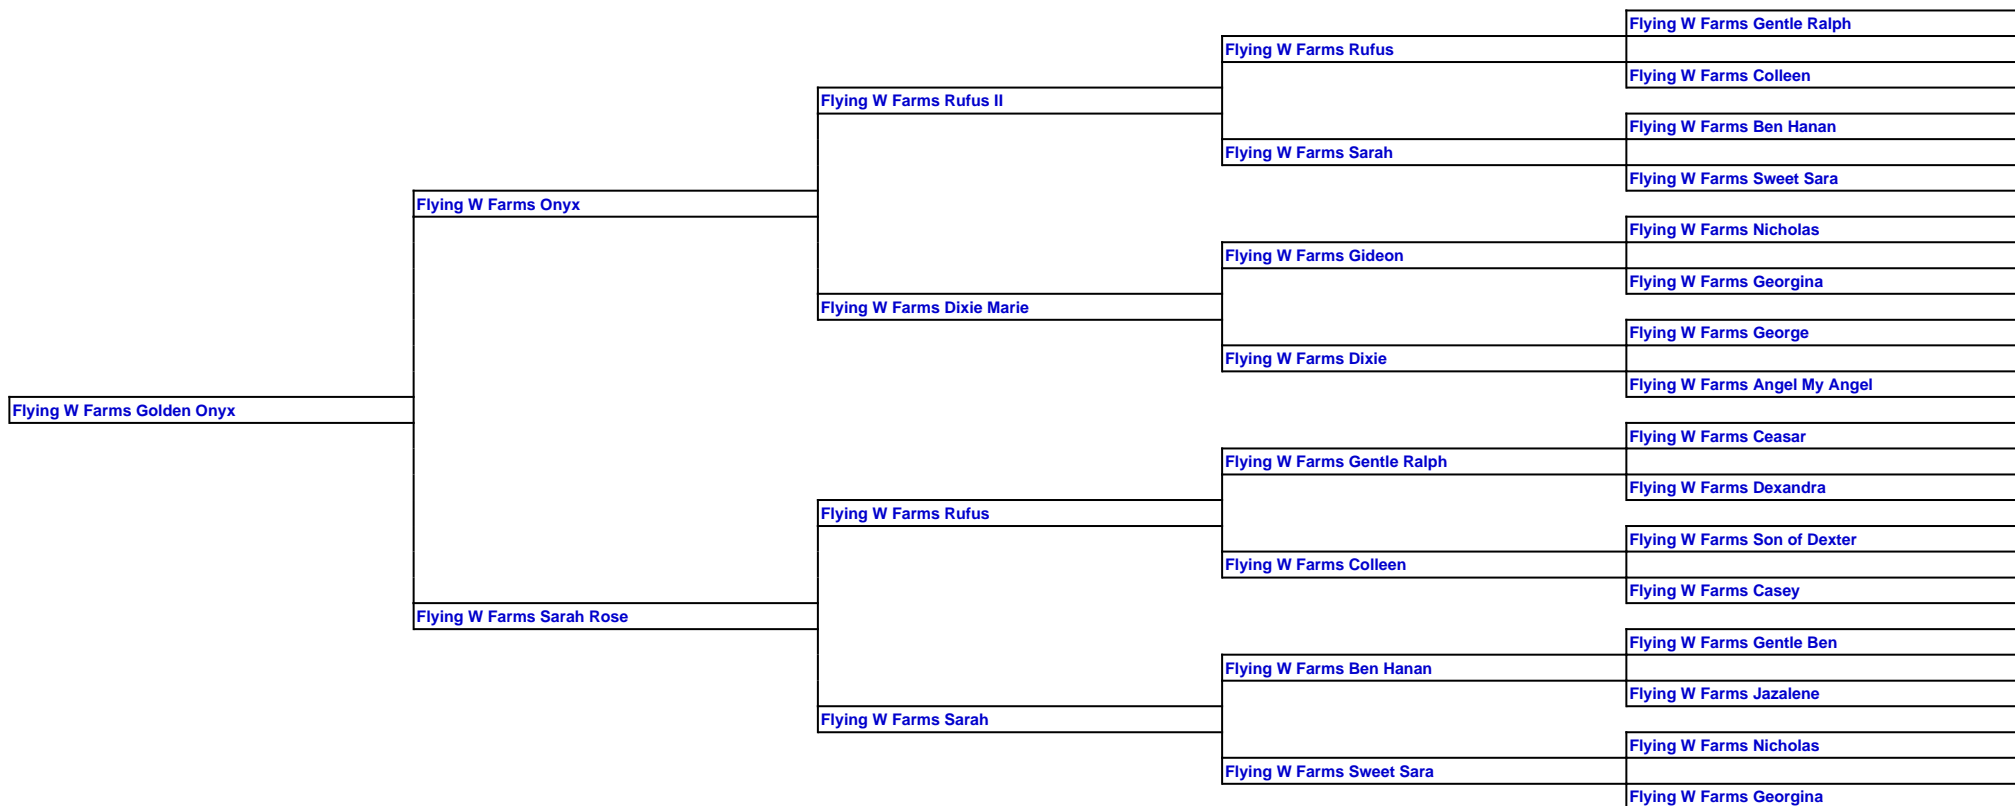 Flying W Farms Gentle Ralph
Flying W Farms Rufus
Flying W Farms Colleen
Flying W Farms Rufus II
Flying W Farms Ben Hanan
Flying W Farms Sarah
Flying W Farms Sweet Sara
Flying W Farms Onyx
Flying W Farms Nicholas
Flying W Farms Gideon
Flying W Farms Georgina
Flying W Farms Dixie Marie
Flying W Farms George
Flying W Farms Dixie
Flying W Farms Angel My Angel
Flying W Farms Golden Onyx
Flying W Farms Ceasar
Flying W Farms Gentle Ralph
Flying W Farms Dexandra
Flying W Farms Rufus
Flying W Farms Son of Dexter
Flying W Farms Colleen
Flying W Farms Casey
Flying W Farms Sarah Rose
Flying W Farms Gentle Ben
Flying W Farms Ben Hanan
Flying W Farms Jazalene
Flying W Farms Sarah
Flying W Farms Nicholas
Flying W Farms Sweet Sara
Flying W Farms Georgina